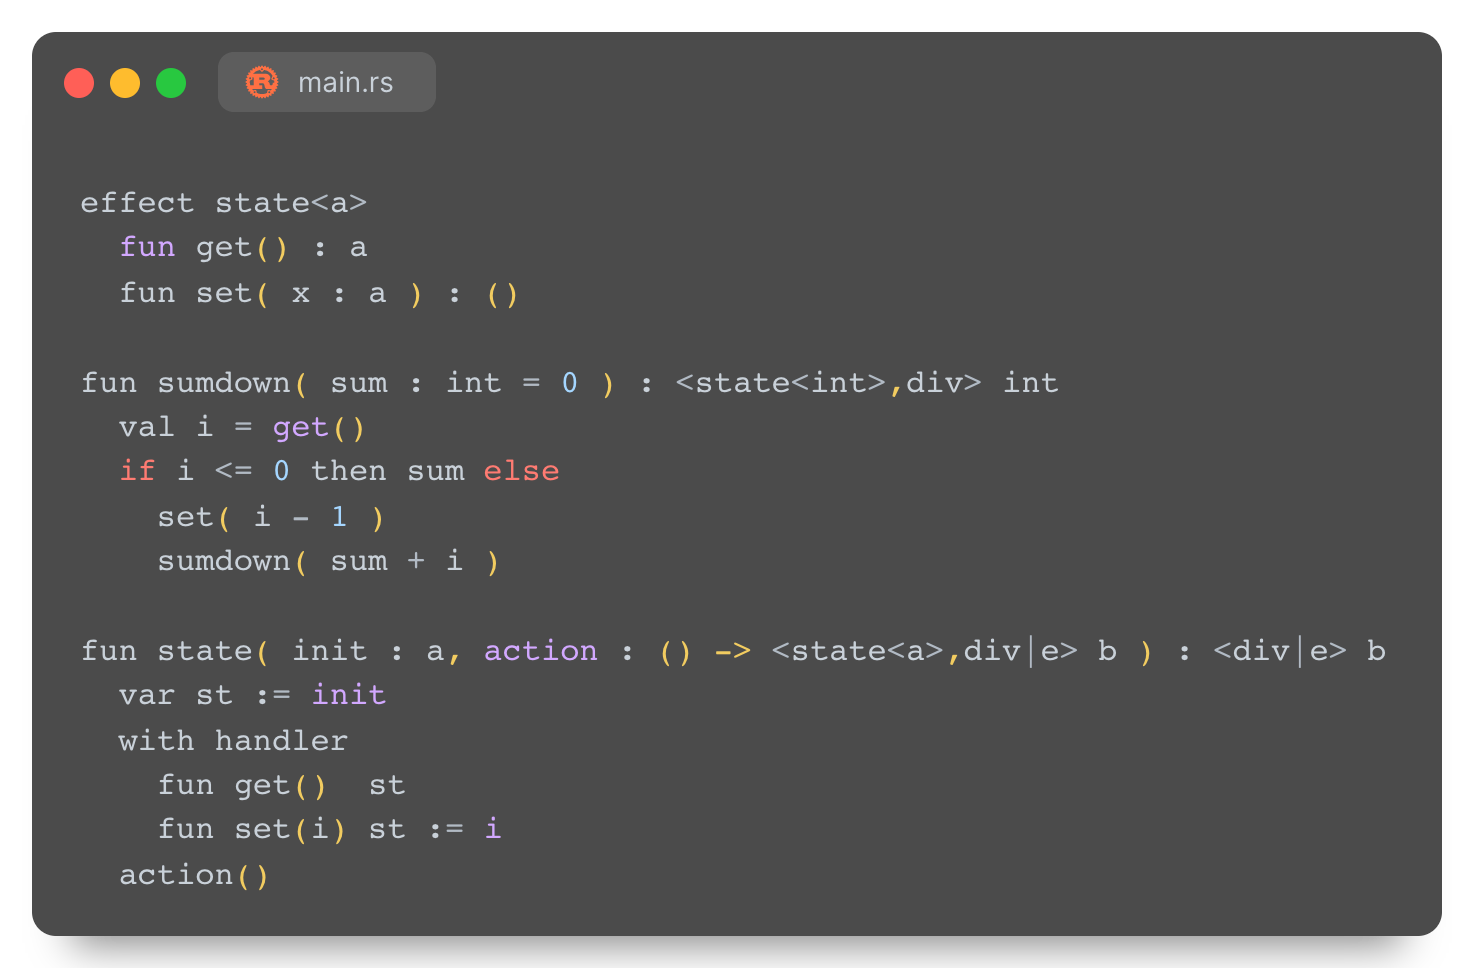 main.rs
effect state<a>
  fun get() : a
  fun set( x : a ) : ()
fun sumdown( sum : int = 0 ) : <state<int>,div> int
  val i = get()
  if i <= 0 then sum else
    set( i - 1 )
    sumdown( sum + i )
fun state( init : a, action : () -> <state<a>,div|e> b ) : <div|e> b
  var st := init
  with handler
    fun get()  st
    fun set(i) st := i
  action()